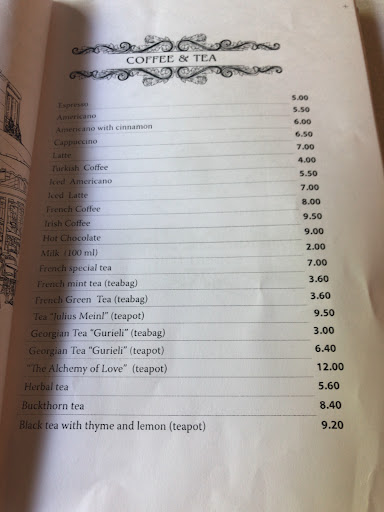 COFFEE & TEA
Espresso 5.00
Americano 5.50
Americano with cinnamon 6.00
Cappuccino 6.50
Latte 7.00
Turkish Coffee 4.00
Iced Americano 5.50
Iced Latte 7.00
French Coffee 8.00
Irish Coffee 9.50
Hot Chocolate 9.00
Milk (100 ml) 2.00
French special tea 7.00
French mint tea (teabag) 3.60
French Green Tea (teabag) 3.60
Tea "Julius Meinl" (teapot) 9.50
Georgian Tea "Gurieli" (teabag) 3.00
Georgian Tea "Gurieli" (teapot) 6.40
"The Alchemy of Love" (teapot) 12.00
Herbal tea 5.60
Buckthorn tea 8.40
Black tea with thyme and lemon (teapot) 9.20